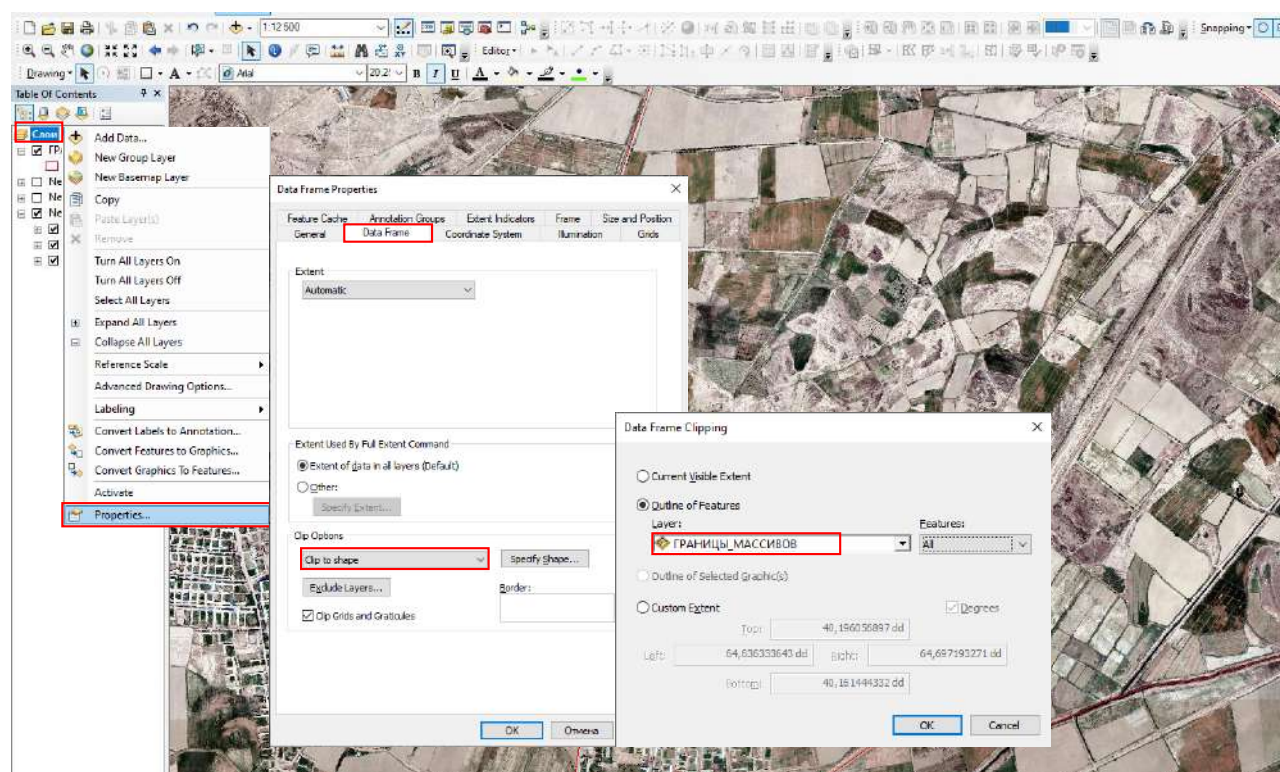 1:12 500
Snapping
Editor
Drawing
A
Arial
20.2
B I U A
Table Of Contents
Слои
Ne
Ne
Ne
Add Data...
New Group Layer
New Basemap Layer
Copy
Paste Layer(s)
Remove
Turn All Layers On
Turn All Layers Off
Select All Layers
Expand All Layers
Collapse All Layers
Reference Scale
Advanced Drawing Options...
Labeling
Convert Labels to Annotation...
Convert Features to Graphics...
Convert Graphics To Features...
Activate
Properties...
Data Frame Properties
Feature Cache Annotation Groups Extent Indicators Frame Size and Position
General Data Frame Coordinate System Illumination Grids
Extent
Automatic
Extent Used By Full Extent Command
Extent of data in all layers (Default)
Other:
Specify Extent...
Clip Options
Clip to shape Specify Shape...
Exclude Layers... Border:
Clip Grids and Graticules
OK Отмена
Data Frame Clipping
Current Visible Extent
Outline of Features
Layer: Features:
ГРАНИЦЫ_МАССИВОВ All
Outline of Selected Graphic(s)
Custom Extent Degrees
Top: 40,196056897 dd
Left: 64,636333643 dd Right: 64,697193271 dd
Bottom: 40,161444332 dd
OK Cancel